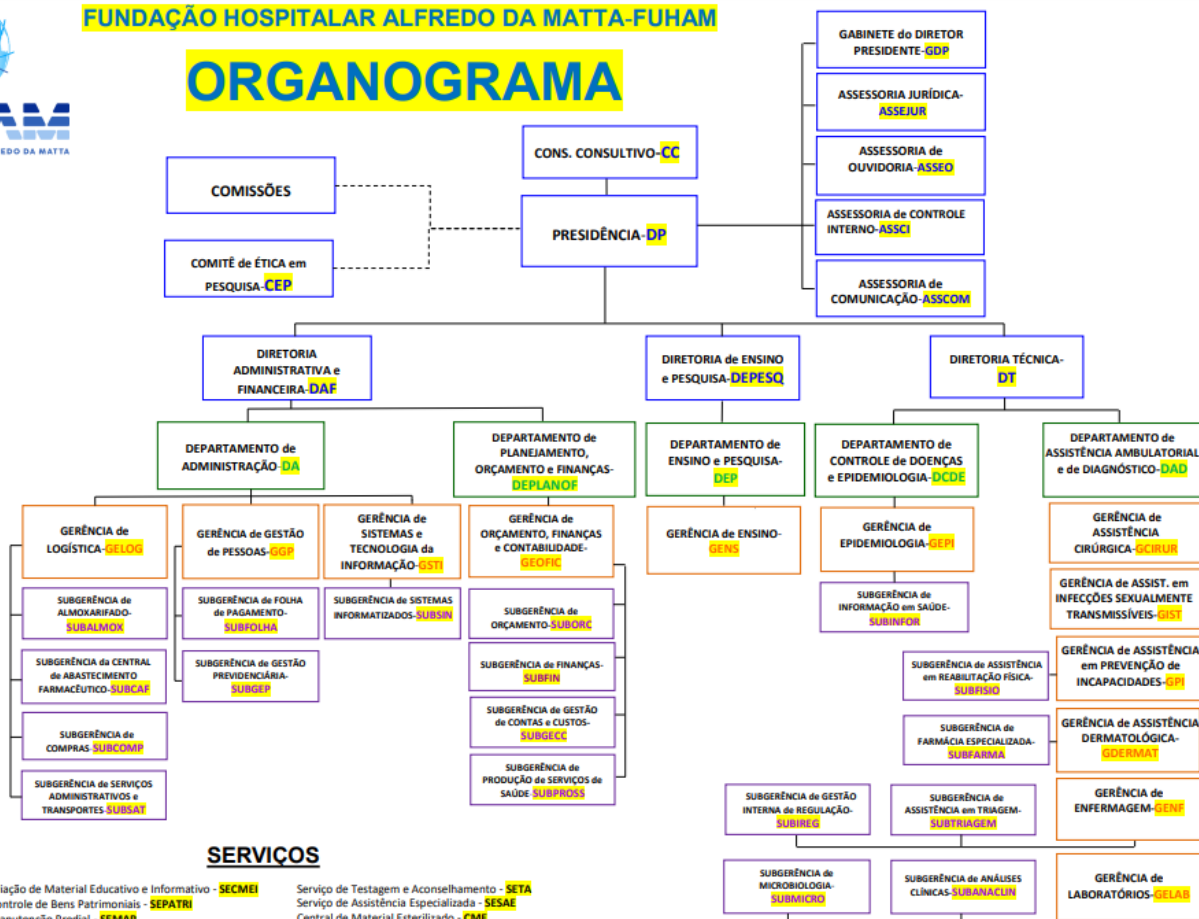 FUNDAÇÃO HOSPITALAR ALFREDO DA MATTA-FUHAM
ORGANOGRAMA
EDO DA MATTA
GABINETE do DIRETOR
PRESIDENTE-GDP
ASSESSORIA JURÍDICA-
ASSEJUR
ASSESSORIA de
OUVIDORIA-ASSEO
ASSESSORIA de CONTROLE
INTERNO-ASSCI
ASSESSORIA de
COMUNICAÇÃO-ASSCOM
CONS. CONSULTIVO-CC
PRESIDÊNCIA-DP
COMISSÕES
COMITÊ de ÉTICA em
PESQUISA-CEP
DIRETORIA
ADMINISTRATIVA e
FINANCEIRA-DAF
DIRETORIA de ENSINO
e PESQUISA-DEPESQ
DIRETORIA TÉCNICA-
DT
DEPARTAMENTO de
ADMINISTRAÇÃO-DA
DEPARTAMENTO de
PLANEJAMENTO,
ORÇAMENTO e FINANÇAS-
DEPLANOF
DEPARTAMENTO de
ENSINO e PESQUISA-
DEP
DEPARTAMENTO de
CONTROLE de DOENÇAS
e EPIDEMIOLOGIA-DCDE
DEPARTAMENTO de
ASSISTÊNCIA AMBULATORIAL
e de DIAGNÓSTICO-DAD
GERÊNCIA de
LOGÍSTICA-GELOG
GERÊNCIA de GESTÃO
de PESSOAS-GGP
GERÊNCIA de
SISTEMAS e
TECNOLOGIA da
INFORMAÇÃO-GSTI
GERÊNCIA de
ORÇAMENTO, FINANÇAS
e CONTABILIDADE-
GEOFIC
GERÊNCIA de ENSINO-
GENS
GERÊNCIA de
EPIDEMIOLOGIA-GEPI
GERÊNCIA de
ASSISTÊNCIA
CIRÚRGICA-GCIRUR
SUBGERÊNCIA de
ALMOXARIFADO-
SUBALMOX
SUBGERÊNCIA de FOLHA
de PAGAMENTO-
SUBFOLHA
SUBGERÊNCIA de SISTEMAS
INFORMATIZADOS-SUBSIN
SUBGERÊNCIA de
ORÇAMENTO-SUBORC
SUBGERÊNCIA de
INFORMAÇÃO em SAÚDE-
SUBINFOR
GERÊNCIA de ASSIST. em
INFECÇÕES SEXUALMENTE
TRANSMISSÍVEIS-GIST
SUBGERÊNCIA da CENTRAL
de ABASTECIMENTO
FARMACÊUTICO-SUBCAF
SUBGERÊNCIA de GESTÃO
PREVIDENCIÁRIA-
SUBGEP
SUBGERÊNCIA de FINANÇAS-
SUBFIN
SUBGERÊNCIA de ASSISTÊNCIA
em REABILITAÇÃO FÍSICA-
SUBFISIO
GERÊNCIA de ASSISTÊNCIA
em PREVENÇÃO de
INCAPACIDADES-GPI
SUBGERÊNCIA de
COMPRAS-SUBCOMP
SUBGERÊNCIA de GESTÃO
de CONTAS e CUSTOS-
SUBGECC
SUBGERÊNCIA de
FARMÁCIA ESPECIALIZADA-
SUBFARMA
GERÊNCIA de ASSISTÊNCIA
DERMATOLÓGICA-
GDERMAT
SUBGERÊNCIA de SERVIÇOS
ADMINISTRATIVOS e
TRANSPORTES-SUBSAT
SUBGERÊNCIA de
PRODUÇÃO de SERVIÇOS de
SAÚDE-SUBPROSS
SUBGERÊNCIA de GESTÃO
INTERNA de REGULAÇÃO-
SUBIREG
SUBGERÊNCIA de
ASSISTÊNCIA em TRIAGEM-
SUBTRIAGEM
GERÊNCIA de
ENFERMAGEM-GENF
SUBGERÊNCIA de
MICROBIOLOGIA-
SUBMICRO
SUBGERÊNCIA de ANÁLISES
CLÍNICAS-SUBANACLIN
GERÊNCIA de
LABORATÓRIOS-GELAB
SERVIÇOS
iação de Material Educativo e Informativo - SECMEI
ontrole de Bens Patrimoniais - SEPATRI
anutenção Predial - SEMAP
Serviço de Testagem e Aconselhamento - SETA
Serviço de Assistência Especializada - SESAE
Central de Material Esterilizado - CME